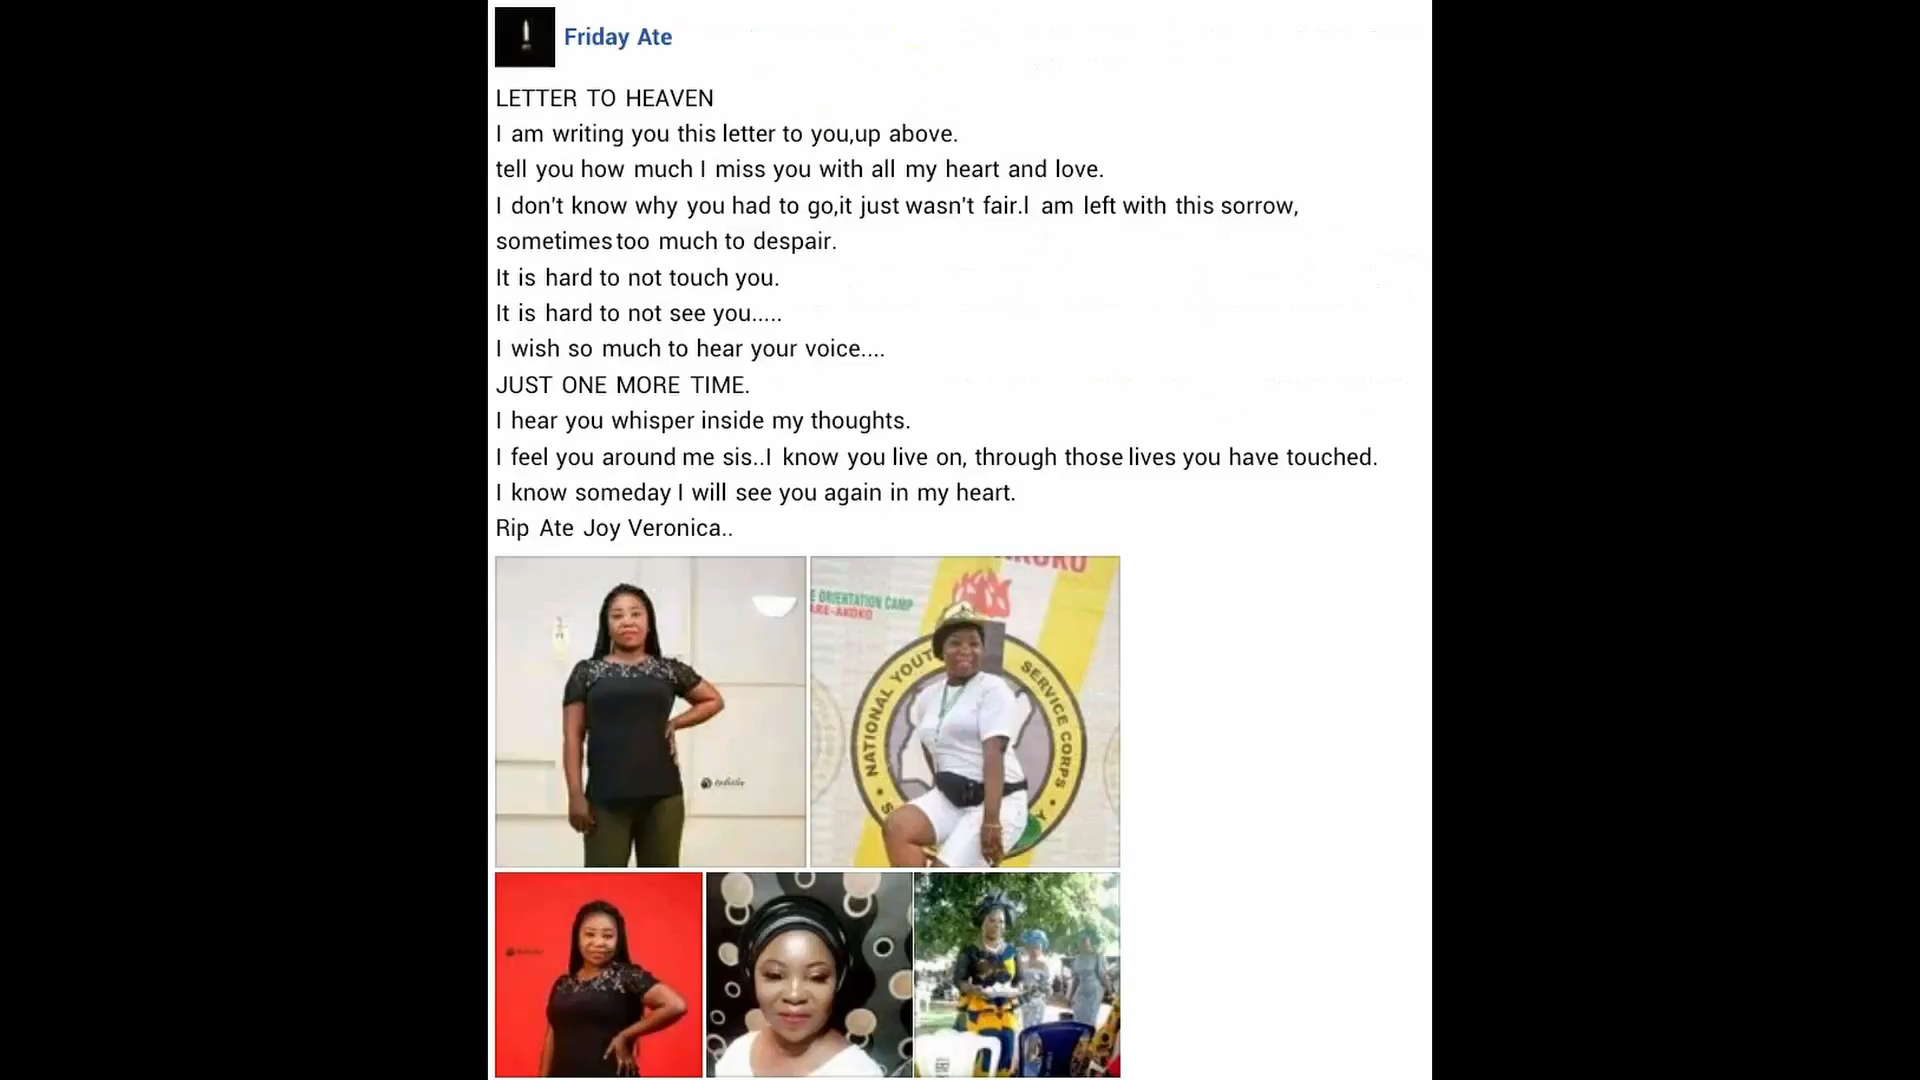 Friday Ate
LETTER TO HEAVEN
I am writing you this letter to you,up above.
tell you how much I miss you with all my heart and love.
I don't know why you had to go,it just wasn't fair.I am left with this sorrow,
sometimes too much to despair.
It is hard to not touch you.
It is hard to not see you.....
I wish so much to hear your voice....
JUST ONE MORE TIME.
I hear you whisper inside my thoughts.
I feel you around me sis..I know you live on, through those lives you have touched.
I know someday I will see you again in my heart.
Rip Ate Joy Veronica..
E ORIENTATION CAMP
ARE-AKOKO
NATIONAL YOUTH SERVICE CORPS